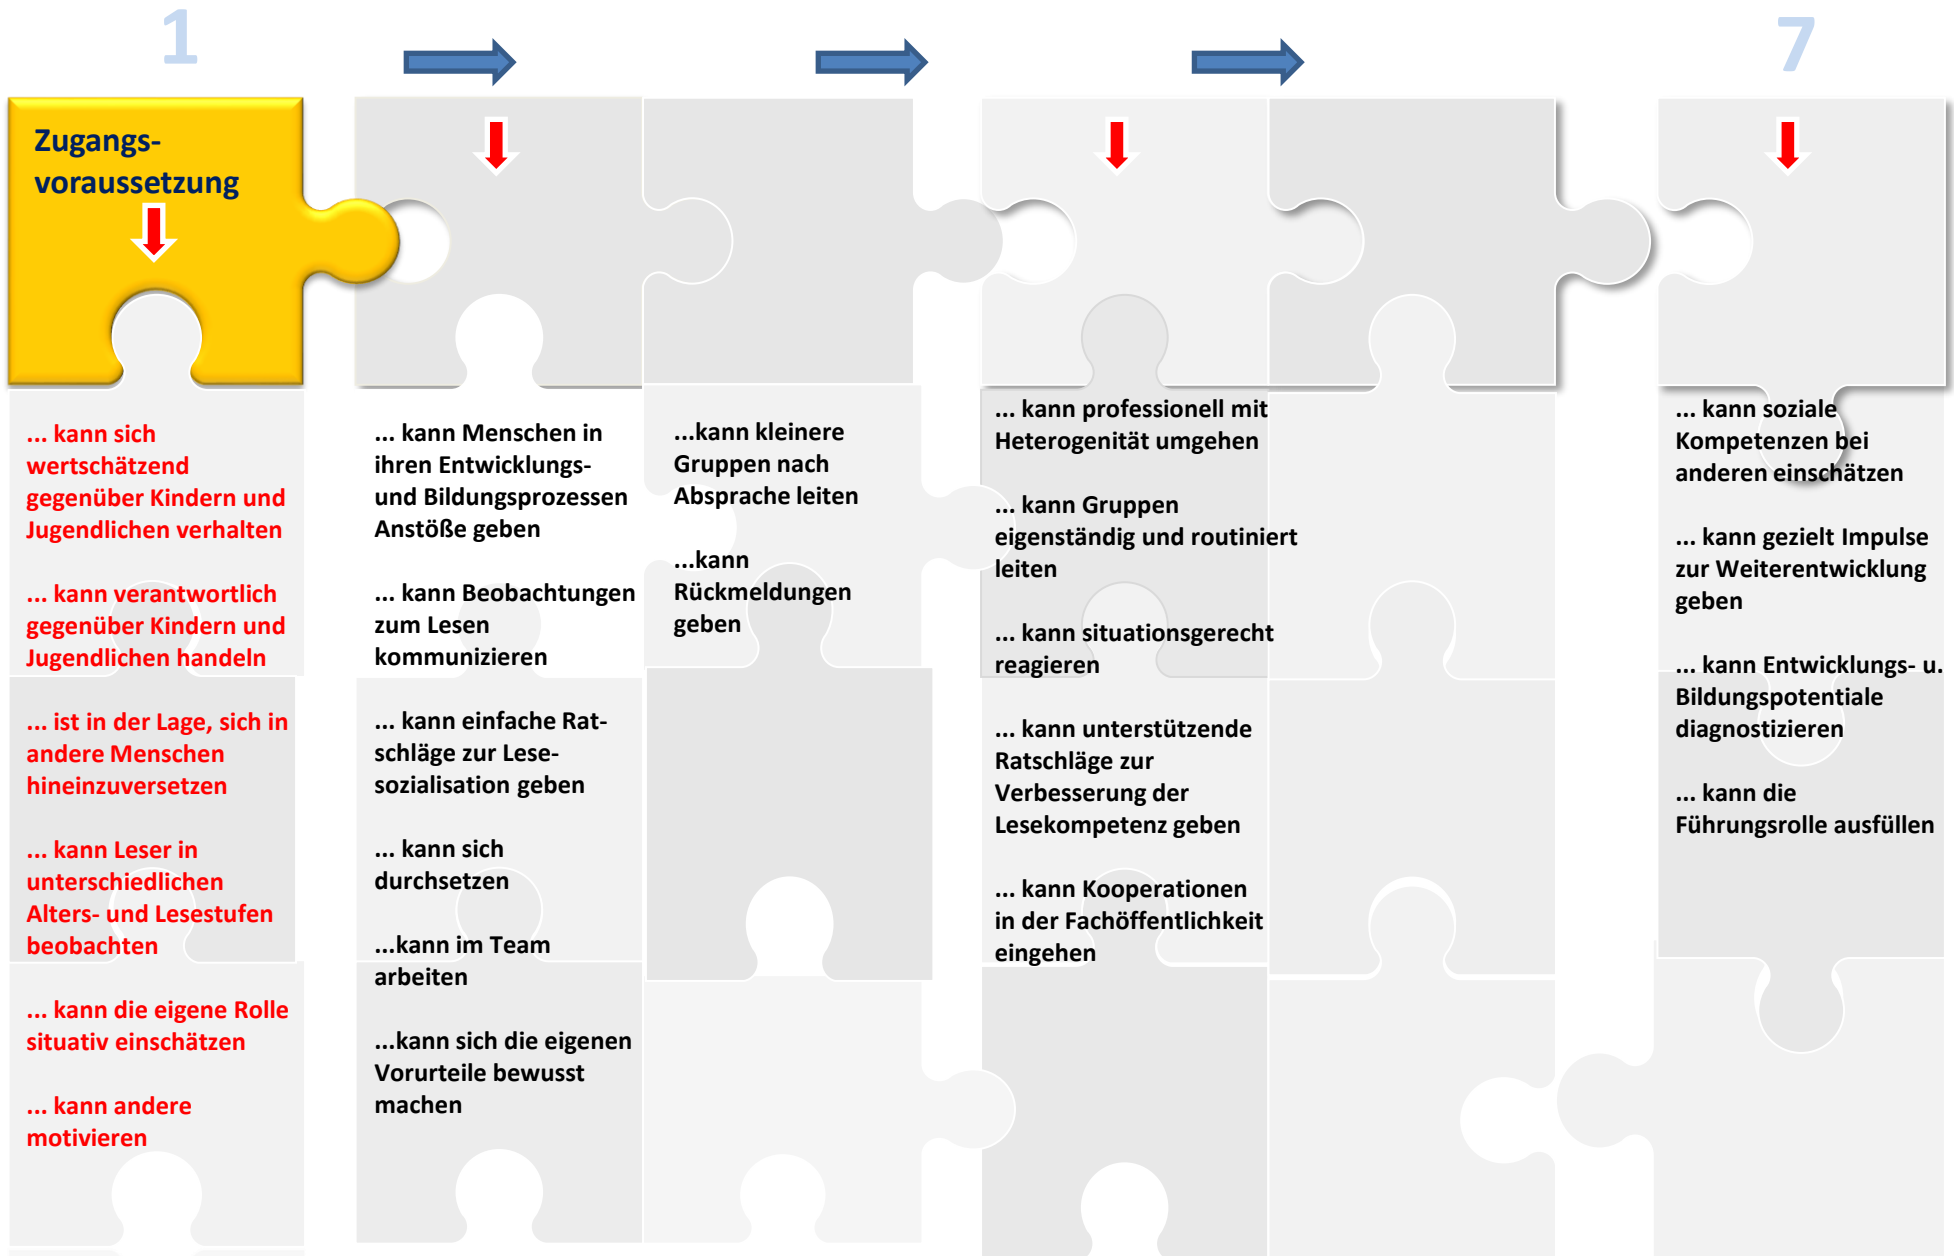 1
7
Zugangs-
voraussetzung
... kann sich
wertschätzend
gegenüber Kindern und
Jugendlichen verhalten
... kann verantwortlich
gegenüber Kindern und
Jugendlichen handeln
... ist in der Lage, sich in
andere Menschen
hineinzuversetzen
... kann Leser in
unterschiedlichen
Alters- und Lesestufen
beobachten
... kann die eigene Rolle
situativ einschätzen
... kann andere
motivieren
... kann Menschen in
ihren Entwicklungs-
und Bildungsprozessen
Anstöße geben
... kann Beobachtungen
zum Lesen
kommunizieren
... kann einfache Rat-
schläge zur Lese-
sozialisation geben
... kann sich
durchsetzen
...kann im Team
arbeiten
...kann sich die eigenen
Vorurteile bewusst
machen
...kann kleinere
Gruppen nach
Absprache leiten
...kann
Rückmeldungen
geben
... kann professionell mit
Heterogenität umgehen
... kann Gruppen
eigenständig und routiniert
leiten
... kann situationsgerecht
reagieren
... kann unterstützende
Ratschläge zur
Verbesserung der
Lesekompetenz geben
... kann Kooperationen
in der Fachöffentlichkeit
eingehen
... kann soziale
Kompetenzen bei
anderen einschätzen
... kann gezielt Impulse
zur Weiterentwicklung
geben
... kann Entwicklungs- u.
Bildungspotentiale
diagnostizieren
... kann die
Führungsrolle ausfüllen